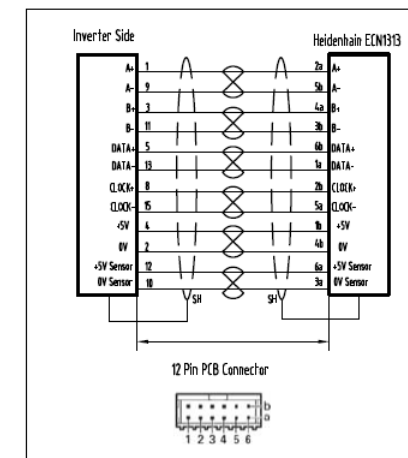 Inverter Side Heidenhain ECN1313
A+ 1 2a A+
A- 9 5b A-
B+ 3 4a B+
B- 11 3b B-
DATA+ 5 6b DATA+
DATA- 13 1a DATA-
CLOCK+ 8 2b CLOCK+
CLOCK- 15 5a CLOCK-
+5V 4 1b +5V
0V 2 4b 0V
+5V Sensor 12 6a +5V Sensor
0V Sensor 10 3a 0V Sensor
SH SH
12 Pin PCB Connector
b
a
1 2 3 4 5 6